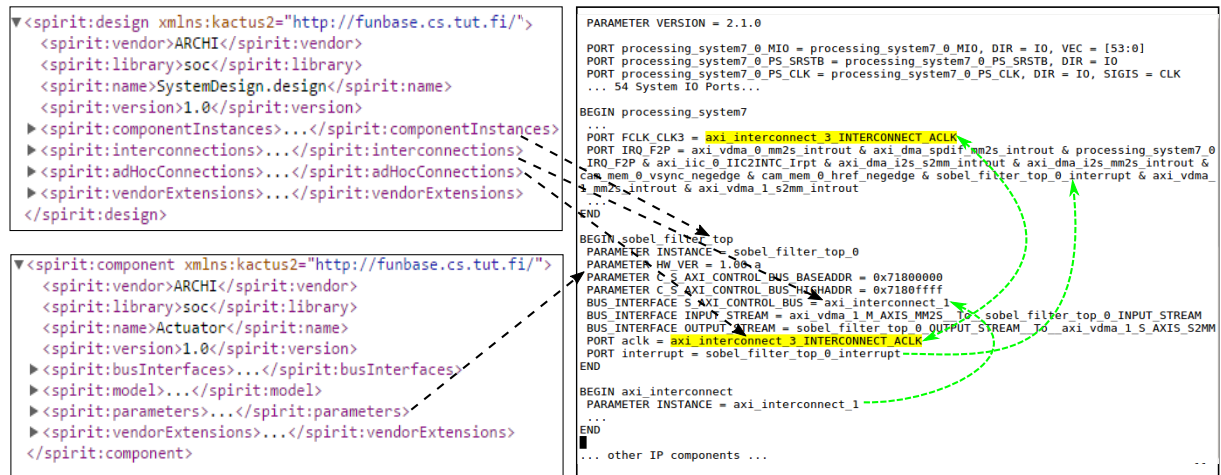 ▼<spirit:design xmlns:kactus2="http://funbase.cs.tut.fi/">
<spirit:vendor>ARCHI</spirit:vendor>
<spirit:library>soc</spirit:library>
<spirit:name>SystemDesign.design</spirit:name>
<spirit:version>1.0</spirit:version>
▶<spirit:componentInstances>...</spirit:componentInstances>
▶<spirit:interconnections>...</spirit:interconnections>
▶<spirit:adHocConnections>...</spirit:adHocConnections>
▶<spirit:vendorExtensions>...</spirit:vendorExtensions>
</spirit:design>
▼<spirit:component xmlns:kactus2="http://funbase.cs.tut.fi/">
<spirit:vendor>ARCHI</spirit:vendor>
<spirit:library>soc</spirit:library>
<spirit:name>Actuator</spirit:name>
<spirit:version>1.0</spirit:version>
▶<spirit:busInterfaces>...</spirit:busInterfaces>
▶<spirit:model>...</spirit:model>
▶<spirit:parameters>...</spirit:parameters>
▶<spirit:vendorExtensions>...</spirit:vendorExtensions>
</spirit:component>
PARAMETER VERSION = 2.1.0
PORT processing_system7_0_MIO = processing_system7_0_MIO, DIR = IO, VEC = [53:0]
PORT processing_system7_0_PS_SRSTB = processing_system7_0_PS_SRSTB, DIR = IO
PORT processing_system7_0_PS_CLK = processing_system7_0_PS_CLK, DIR = IO, SIGIS = CLK
... 54 System IO Ports...
BEGIN processing_system7
...
PORT FCLK_CLK3 = axi_interconnect_3_INTERCONNECT_ACLK
PORT IRQ_F2P = axi_vdma_0_mm2s_introut & axi_dma_spdif_mm2s_introut & processing_system7_0
IRQ_F2P & axi_iic_0_IIC2INTC_Irpt & axi_dma_i2s_s2mm_introut & axi_dma_i2s_mm2s_introut &
cam_mem_0_vsync_negedge & cam_mem_0_href_negedge & sobel_filter_top_0_interrupt & axi_vdma_
1_mm2s_introut & axi_vdma_1_s2mm_introut
...
END
BEGIN sobel_filter_top
PARAMETER INSTANCE = sobel_filter_top_0
PARAMETER HW_VER = 1.00.a
PARAMETER C_S_AXI_CONTROL_BUS_BASEADDR = 0x71800000
PARAMETER C_S_AXI_CONTROL_BUS_HIGHADDR = 0x7180ffff
BUS_INTERFACE S_AXI_CONTROL_BUS = axi_interconnect_1
BUS_INTERFACE INPUT_STREAM = axi_vdma_1_M_AXIS_MM2S__To__sobel_filter_top_0_INPUT_STREAM
BUS_INTERFACE OUTPUT_STREAM = sobel_filter_top_0_OUTPUT_STREAM__To__axi_vdma_1_S_AXIS_S2MM
PORT aclk = axi_interconnect_3_INTERCONNECT_ACLK
PORT interrupt = sobel_filter_top_0_interrupt
END
BEGIN axi_interconnect
PARAMETER INSTANCE = axi_interconnect_1
...
END
... other IP components ...
--